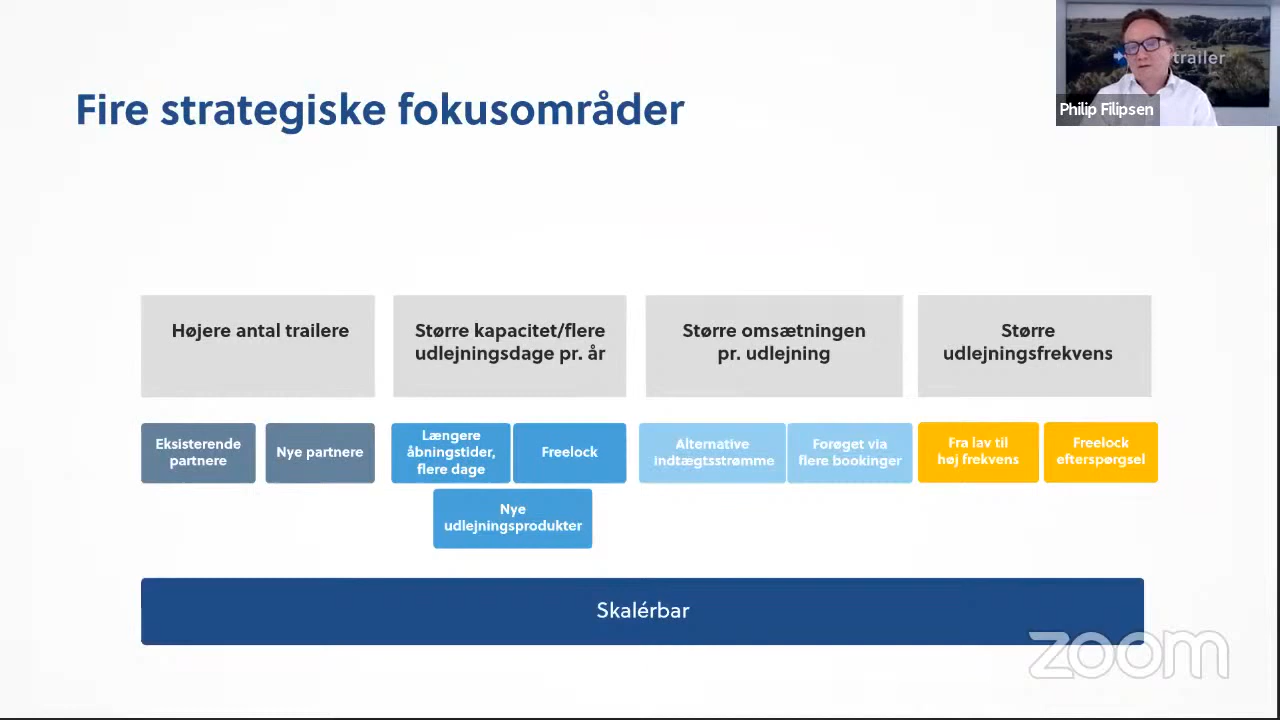 trailer
Philip Filipsen
Fire strategiske fokusområder
Højere antal trailere
Større kapacitet/flere
udlejningsdage pr. år
Større omsætningen
pr. udlejning
Større
udlejningsfrekvens
Eksisterende
partnere
Nye partnere
Længere
åbningstider,
flere dage
Freelock
Nye
udlejningsprodukter
Alternative
indtægtsstrømme
Forøget via
flere bookinger
Fra lav til
høj frekvens
Freelock
efterspørgsel
Skalérbar
zoom